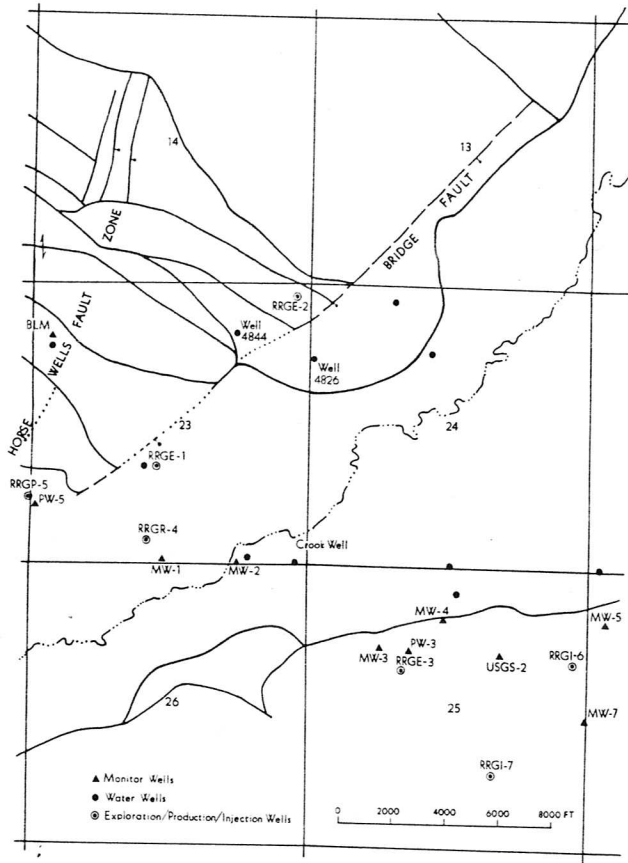 14
13
BRIDGE FAULT
ZONE
RRGE-2
BLM
Well
4844
Well
4826
HORSE WELLS FAULT
23
24
RRGE-1
RRGP-5
PW-5
RRGR-4
Crook Well
MW-1
MW-2
MW-4
MW-5
MW-3
PW-3
RRGE-3
USGS-2
RRGI-6
26
25
MW-7
RRGI-7
▲ Monitor Wells
● Water Wells
◉ Exploration/Production/Injection Wells
0 2000 4000 6000 8000 FT